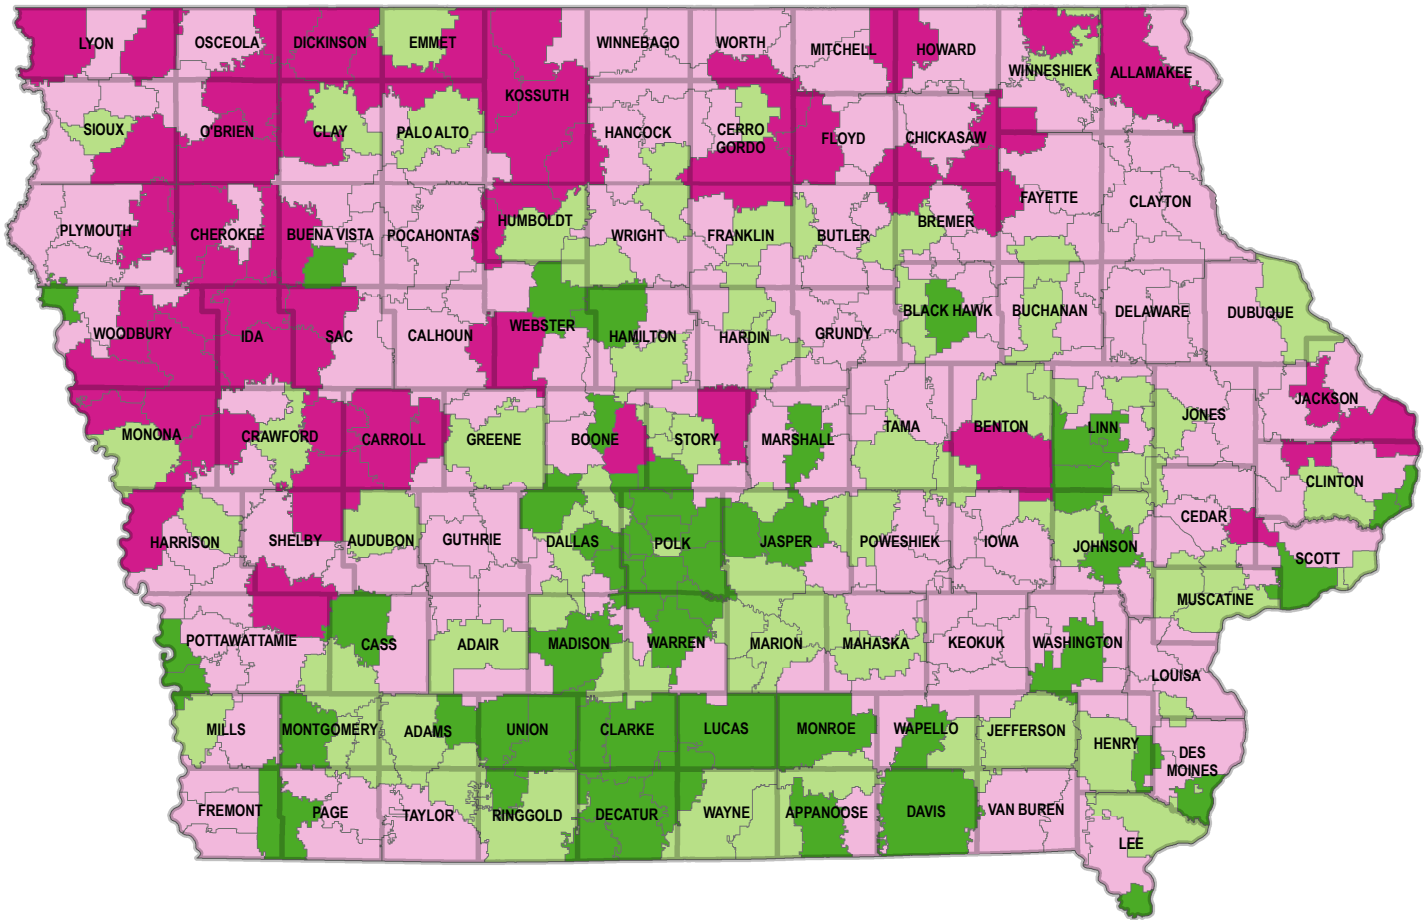 LYON
OSCEOLA
DICKINSON
EMMET
KOSSUTH
WINNEBAGO
WORTH
MITCHELL
HOWARD
WINNESHIEK
ALLAMAKEE
SIOUX
O'BRIEN
CLAY
PALO ALTO
HANCOCK
CERRO
GORDO
FLOYD
CHICKASAW
PLYMOUTH
CHEROKEE
BUENA VISTA
POCAHONTAS
HUMBOLDT
WRIGHT
FRANKLIN
BUTLER
BREMER
FAYETTE
CLAYTON
WOODBURY
IDA
SAC
CALHOUN
WEBSTER
HAMILTON
HARDIN
GRUNDY
BLACK HAWK
BUCHANAN
DELAWARE
DUBUQUE
MONONA
CRAWFORD
CARROLL
GREENE
BOONE
STORY
MARSHALL
TAMA
BENTON
LINN
JONES
JACKSON
CLINTON
HARRISON
SHELBY
AUDUBON
GUTHRIE
DALLAS
POLK
JASPER
POWESHIEK
IOWA
JOHNSON
CEDAR
SCOTT
MUSCATINE
POTTAWATTAMIE
CASS
ADAIR
MADISON
WARREN
MARION
MAHASKA
KEOKUK
WASHINGTON
LOUISA
MILLS
MONTGOMERY
ADAMS
UNION
CLARKE
LUCAS
MONROE
WAPELLO
JEFFERSON
HENRY
DES
MOINES
FREMONT
PAGE
TAYLOR
RINGGOLD
DECATUR
WAYNE
APPANOOSE
DAVIS
VAN BUREN
LEE